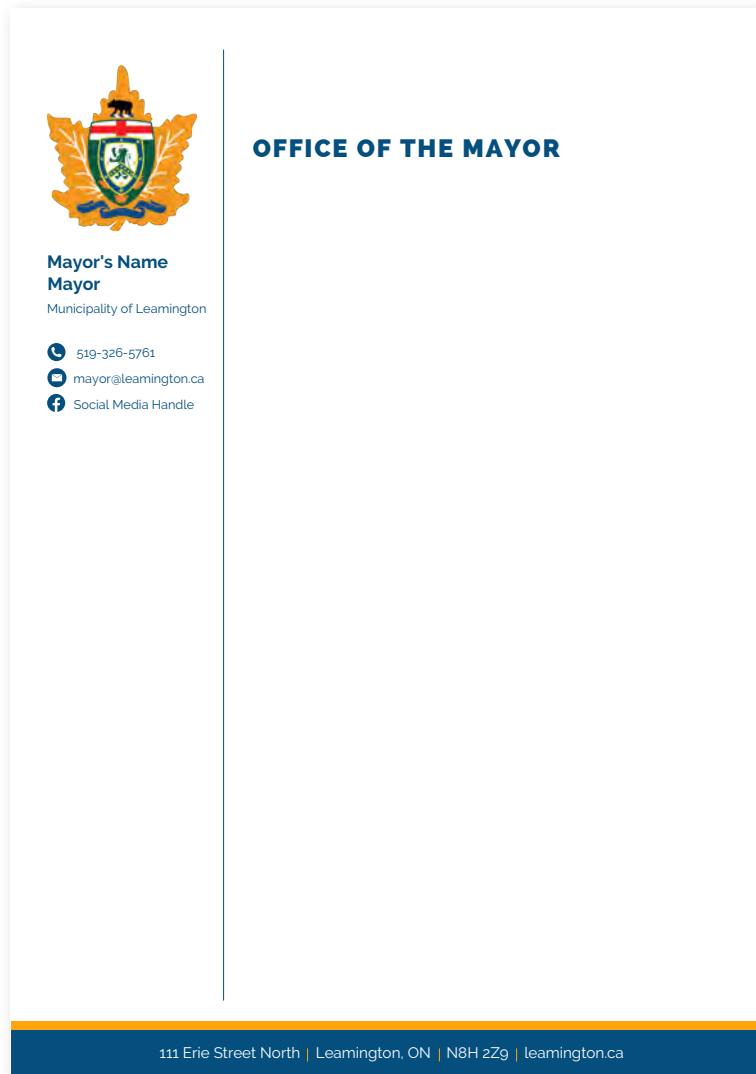 OFFICE OF THE MAYOR
Mayor's Name
Mayor
Municipality of Leamington
519-326-5761
mayor@leamington.ca
Social Media Handle
111 Erie Street North | Leamington, ON | N8H 2Z9 | leamington.ca